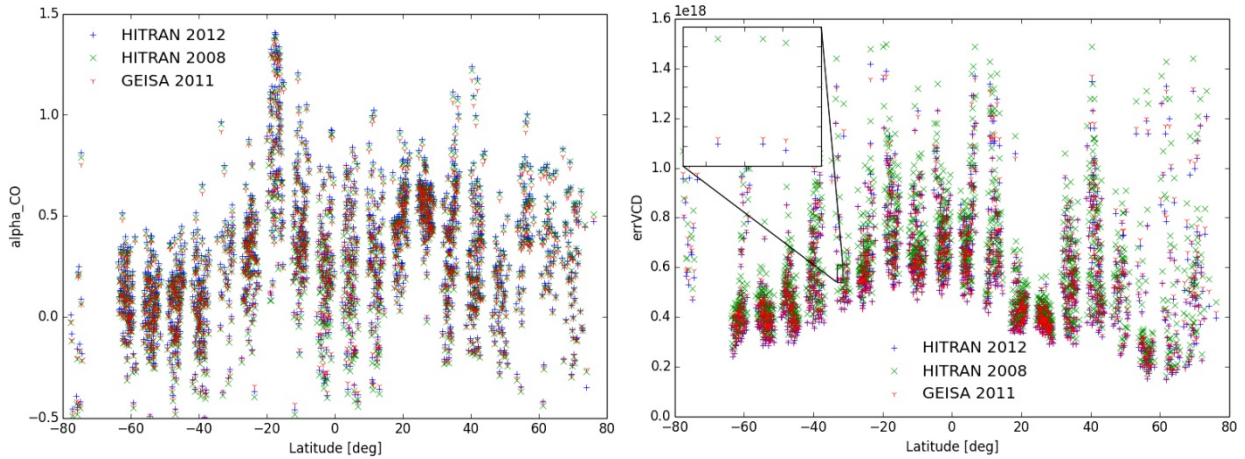 1.5
1.0
0.5
0.0
−0.5
alpha_CO
HITRAN 2012
HITRAN 2008
GEISA 2011
−80 −60 −40 −20 0 20 40 60 80
Latitude [deg]
1e18
1.6
1.4
1.2
1.0
0.8
0.6
0.4
0.2
0.0
errVCD
HITRAN 2012
HITRAN 2008
GEISA 2011
−80 −60 −40 −20 0 20 40 60 80
Latitude [deg]